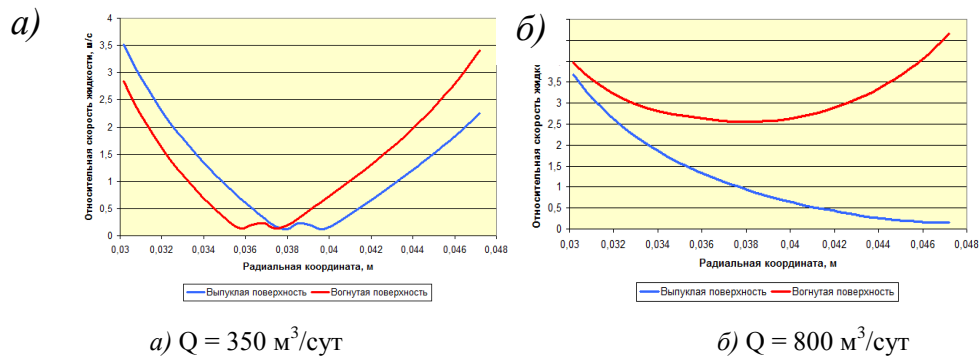 а)
4
3,5
3
2,5
2
1,5
1
0,5
0
Относительная скорость жидкости, м/с
0,03 0,032 0,034 0,036 0,038 0,04 0,042 0,044 0,046 0,048
Радиальная координата, м
Выпуклая поверхность Вогнутая поверхность
а) Q = 350 м³/сут
б)
3,5
3
2,5
2
1,5
1
0,5
0
Относительная скорость жидко
0,03 0,032 0,034 0,036 0,038 0,04 0,042 0,044 0,046 0,048
Радиальная координата, м
Выпуклая поверхность Вогнутая поверхность
б) Q = 800 м³/сут